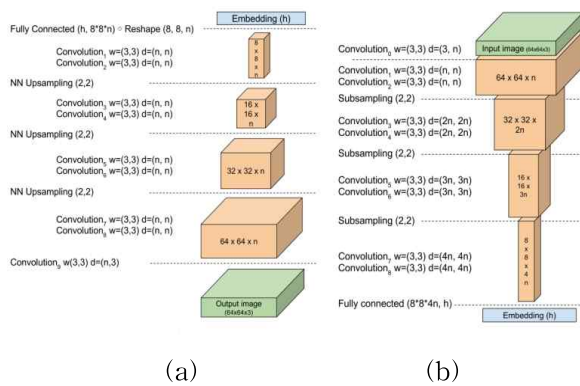 Embedding (h)
Fully Connected (h, 8*8*n) ○ Reshape (8, 8, n)
Convolution₁ w=(3,3) d=(n, n)
Convolution₂ w=(3,3) d=(n, n)
8 x 8 x n
NN Upsampling (2,2)
Convolution₃ w=(3,3) d=(n, n)
Convolution₄ w=(3,3) d=(n, n)
16 x
16 x
n
NN Upsampling (2,2)
Convolution₅ w=(3,3) d=(n, n)
Convolution₆ w=(3,3) d=(n, n)
32 x 32 x n
NN Upsampling (2,2)
Convolution₇ w=(3,3) d=(n, n)
Convolution₈ w=(3,3) d=(n, n)
64 x 64 x n
Convolution₉ w(3,3) d=(n,3)
Output image
(64x64x3)
(a)
Convolution₀ w=(3,3) d=(3, n)
Input image
(64x64x3)
Convolution₁ w=(3,3) d=(n, n)
Convolution₂ w=(3,3) d=(n, n)
64 x 64 x n
Subsampling (2,2)
Convolution₃ w=(3,3) d=(2n, 2n)
Convolution₄ w=(3,3) d=(2n, 2n)
32 x 32 x
2n
Subsampling (2,2)
Convolution₅ w=(3,3) d=(3n, 3n)
Convolution₆ w=(3,3) d=(3n, 3n)
16 x
16 x
3n
Subsampling (2,2)
Convolution₇ w=(3,3) d=(4n, 4n)
Convolution₈ w=(3,3) d=(4n, 4n)
8 x 8 x 4 n
Fully connected (8*8*4n, h)
Embedding (h)
(b)